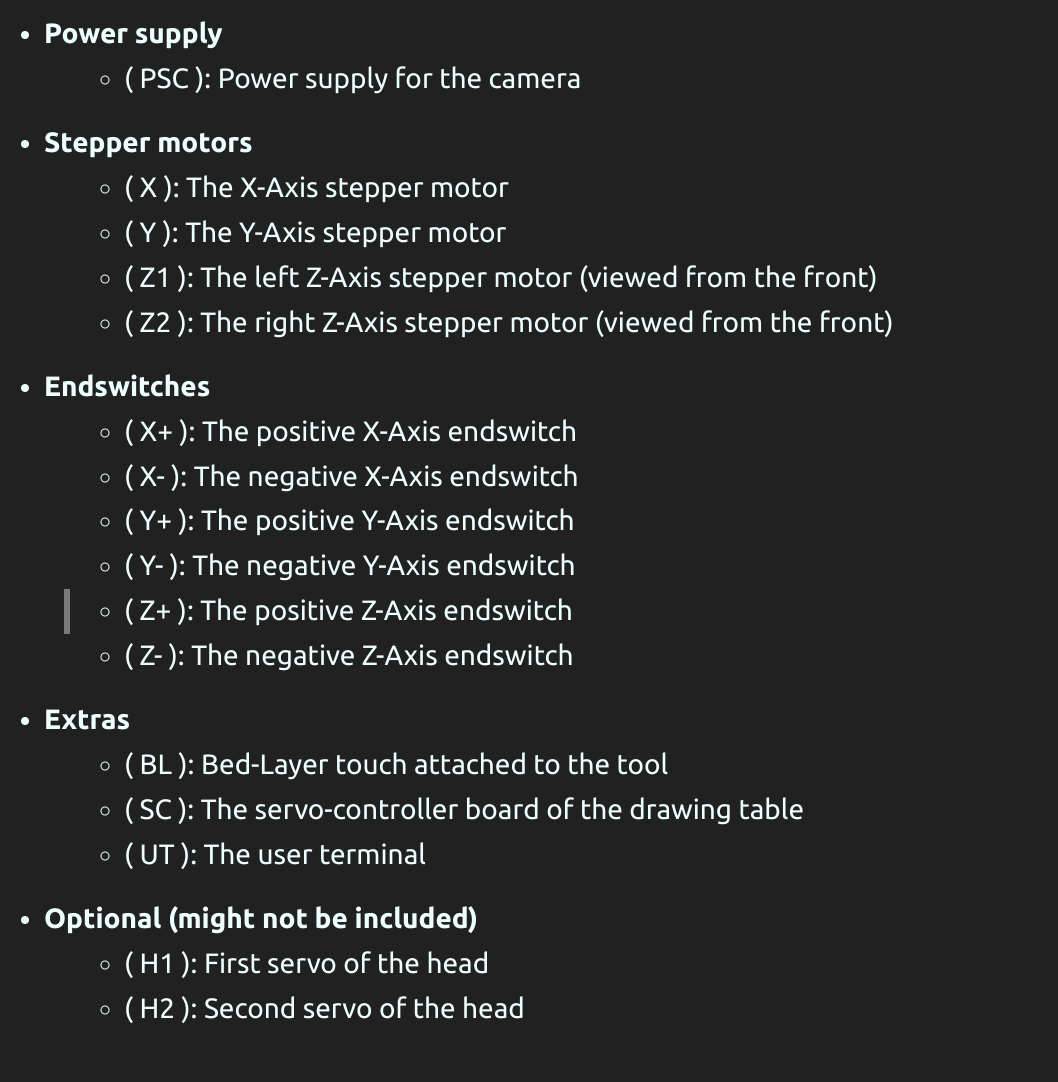 • Power supply
◦ ( PSC ): Power supply for the camera
• Stepper motors
◦ ( X ): The X-Axis stepper motor
◦ ( Y ): The Y-Axis stepper motor
◦ ( Z1 ): The left Z-Axis stepper motor (viewed from the front)
◦ ( Z2 ): The right Z-Axis stepper motor (viewed from the front)
• Endswitches
◦ ( X+ ): The positive X-Axis endswitch
◦ ( X- ): The negative X-Axis endswitch
◦ ( Y+ ): The positive Y-Axis endswitch
◦ ( Y- ): The negative Y-Axis endswitch
◦ ( Z+ ): The positive Z-Axis endswitch
◦ ( Z- ): The negative Z-Axis endswitch
• Extras
◦ ( BL ): Bed-Layer touch attached to the tool
◦ ( SC ): The servo-controller board of the drawing table
◦ ( UT ): The user terminal
• Optional (might not be included)
◦ ( H1 ): First servo of the head
◦ ( H2 ): Second servo of the head